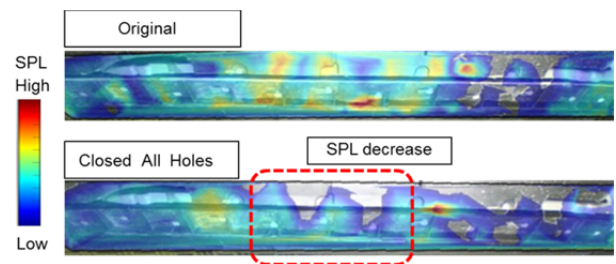 Original
SPL
High
Low
Closed All Holes
SPL decrease